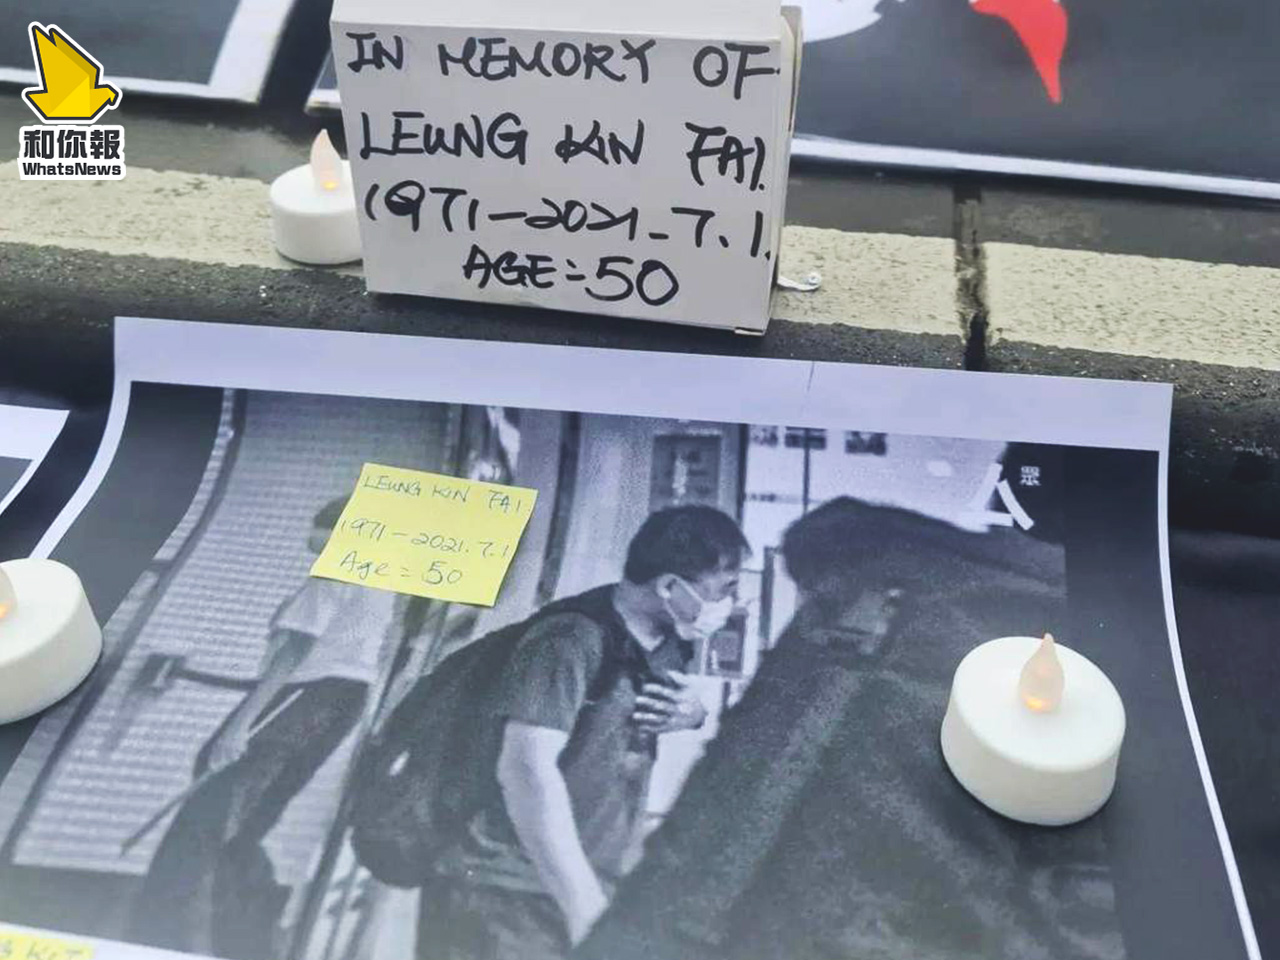 和你報
WhatsNews
IN MEMORY OF
LEUNG KIN FAI.
1971-2021.7.1.
AGE=50
LEUNG KIN FAI.
1971-2021.7.1
Age=50
眾